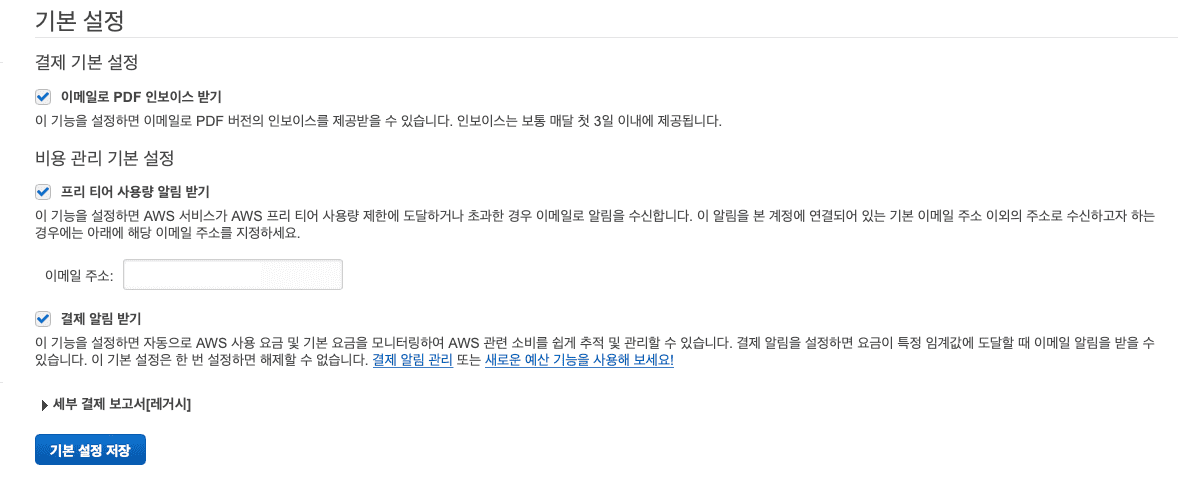 기본 설정
결제 기본 설정
이메일로 PDF 인보이스 받기
이 기능을 설정하면 이메일로 PDF 버전의 인보이스를 제공받을 수 있습니다. 인보이스는 보통 매달 첫 3일 이내에 제공됩니다.
비용 관리 기본 설정
프리 티어 사용량 알림 받기
이 기능을 설정하면 AWS 서비스가 AWS 프리 티어 사용량 제한에 도달하거나 초과한 경우 이메일로 알림을 수신합니다. 이 알림을 본 계정에 연결되어 있는 기본 이메일 주소 이외의 주소로 수신하고자 하는
경우에는 아래에 해당 이메일 주소를 지정하세요.
이메일 주소:
결제 알림 받기
이 기능을 설정하면 자동으로 AWS 사용 요금 및 기본 요금을 모니터링하여 AWS 관련 소비를 쉽게 추적 및 관리할 수 있습니다. 결제 알림을 설정하면 요금이 특정 임계값에 도달할 때 이메일 알림을 받을 수
있습니다. 이 기본 설정은 한 번 설정하면 해제할 수 없습니다. 결제 알림 관리 또는 새로운 예산 기능을 사용해 보세요!
세부 결제 보고서[레거시]
기본 설정 저장